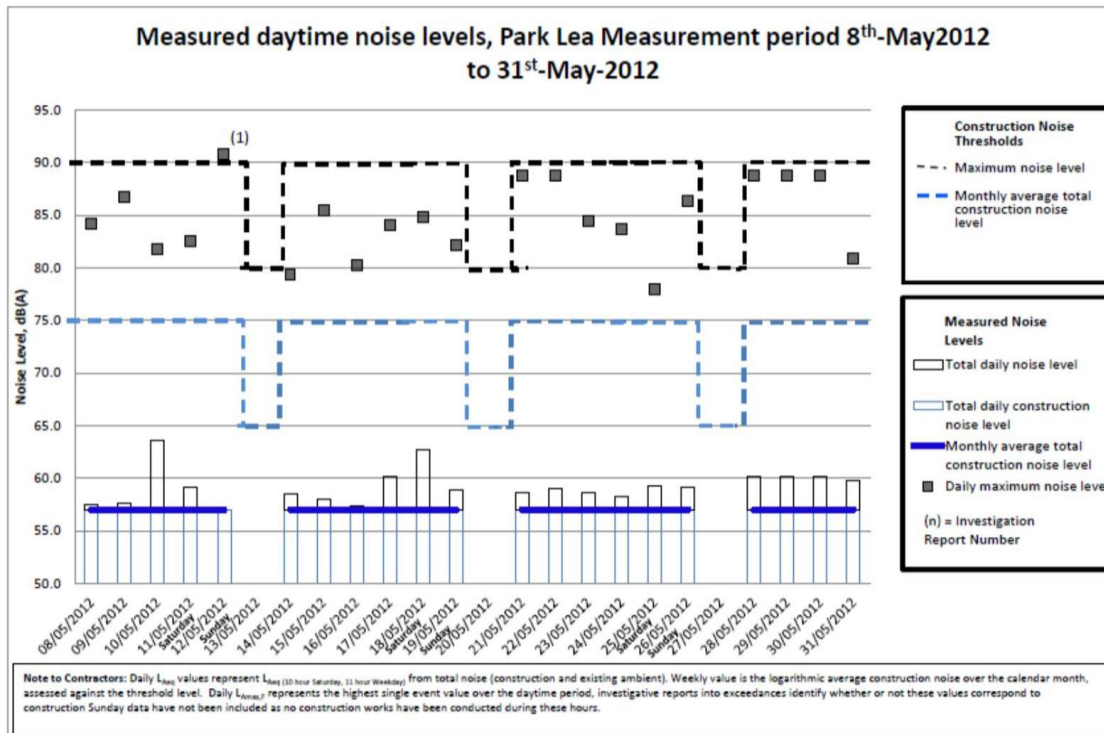 Measured daytime noise levels, Park Lea Measurement period 8th-May2012
to 31st-May-2012
95.0
90.0
85.0
80.0
75.0
70.0
65.0
60.0
55.0
50.0
Noise Level, dB(A)
(1)
08/05/2012
09/05/2012
10/05/2012
11/05/2012
Saturday
12/05/2012
Sunday
13/05/2012
14/05/2012
15/05/2012
16/05/2012
17/05/2012
18/05/2012
Saturday
19/05/2012
Sunday
20/05/2012
21/05/2012
22/05/2012
23/05/2012
24/05/2012
25/05/2012
Saturday
26/05/2012
Sunday
27/05/2012
28/05/2012
29/05/2012
30/05/2012
31/05/2012
Construction Noise
Thresholds
Maximum noise level
Monthly average total
construction noise
level
Measured Noise
Levels
Total daily noise level
Total daily construction
noise level
Monthly average total
construction noise level
Daily maximum noise level
(n) = Investigation
Report Number
Note to Contractors: Daily LAeq values represent LAeq (10 hour Saturday, 11 hour Weekday) from total noise (construction and existing ambient). Weekly value is the logarithmic average construction noise over the calendar month,
assessed against the threshold level. Daily LAmax,F represents the highest single event value over the daytime period, investigative reports into exceedances identify whether or not these values correspond to
construction Sunday data have not been included as no construction works have been conducted during these hours.